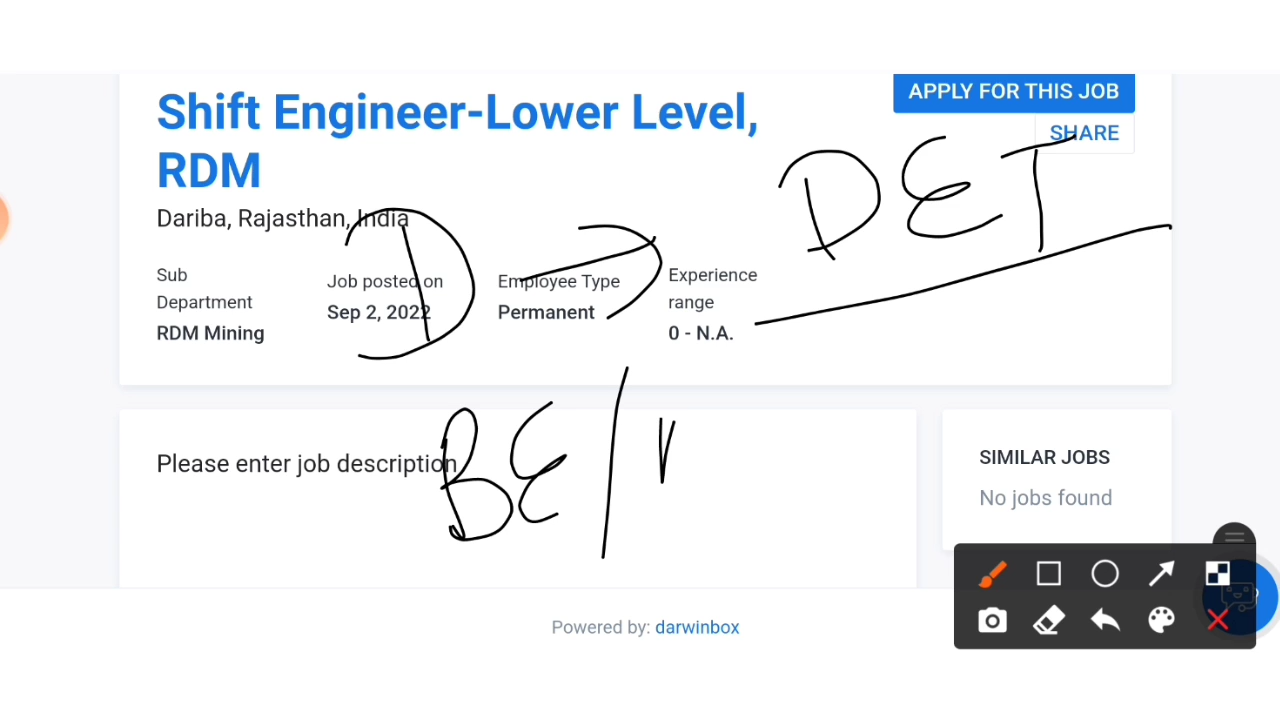 APPLY FOR THIS JOB
Shift Engineer-Lower Level,
RDM
SHARE
Dariba, Rajasthan, India
DET
D
Sub
Department
RDM Mining
Job posted on
Sep 2, 2022
Employee Type
Permanent
Experience
range
0 - N.A.
BE/
Please enter job description
SIMILAR JOBS
No jobs found
Powered by: darwinbox